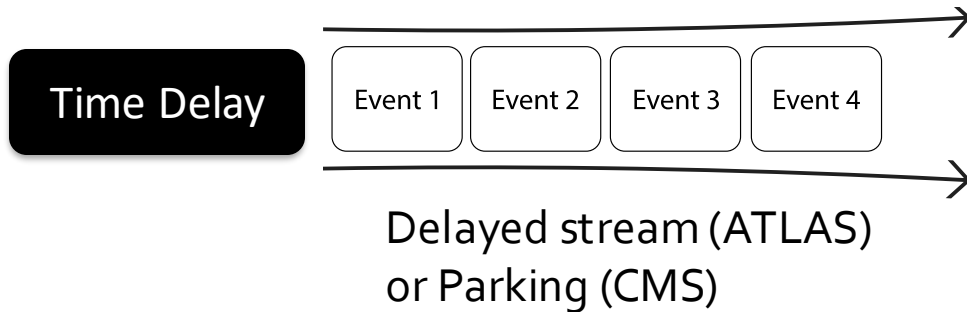 Time Delay
Event 1 Event 2 Event 3 Event 4
Delayed stream (ATLAS)
or Parking (CMS)